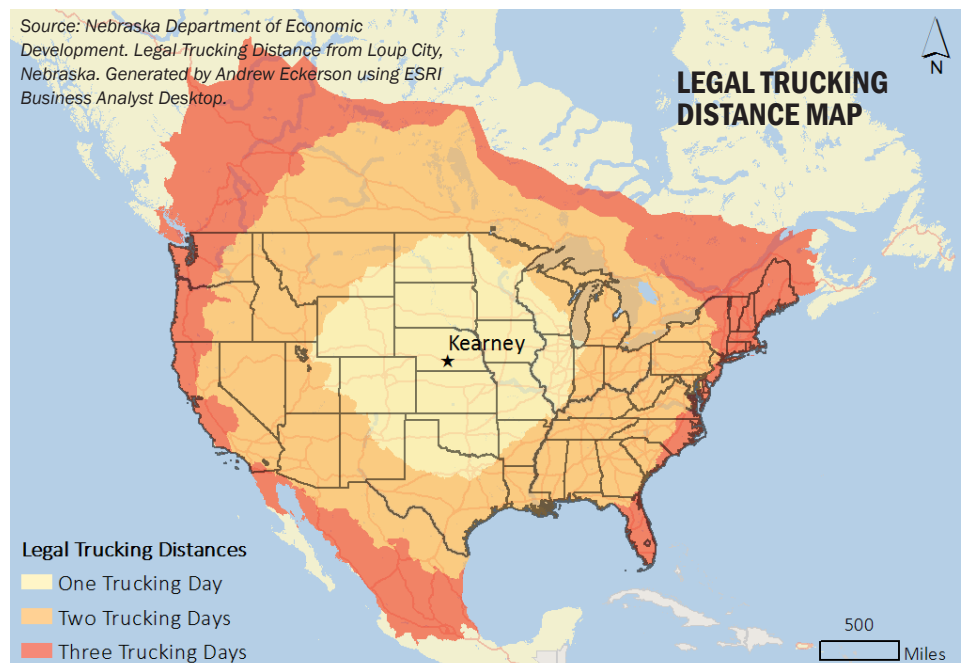 Source: Nebraska Department of Economic
Development. Legal Trucking Distance from Loup City,
Nebraska. Generated by Andrew Eckerson using ESRI
Business Analyst Desktop.
N
LEGAL TRUCKING
DISTANCE MAP
Kearney
Legal Trucking Distances
One Trucking Day
Two Trucking Days
Three Trucking Days
500
Miles